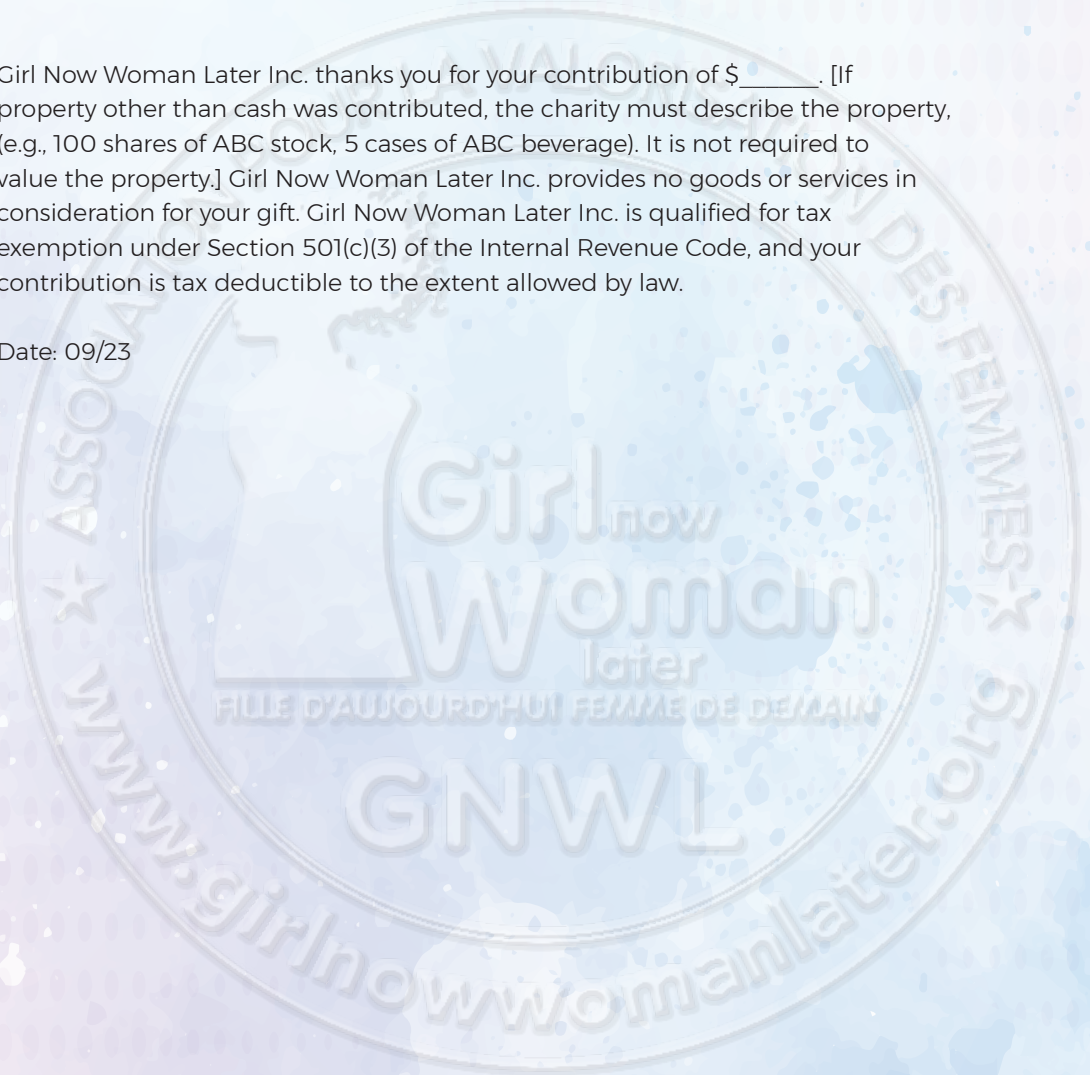 Girl Now Woman Later Inc. thanks you for your contribution of $______. [If
property other than cash was contributed, the charity must describe the property,
(e.g., 100 shares of ABC stock, 5 cases of ABC beverage). It is not required to
value the property.] Girl Now Woman Later Inc. provides no goods or services in
consideration for your gift. Girl Now Woman Later Inc. is qualified for tax
exemption under Section 501(c)(3) of the Internal Revenue Code, and your
contribution is tax deductible to the extent allowed by law.
Date: 09/23
ASSOCIATION POUR LA VALORISATION DES FEMMES
Girl now
Woman
later
FILLE D'AUJOURD'HUI FEMME DE DEMAIN
GNWL
www.girlnowwomanlater.org